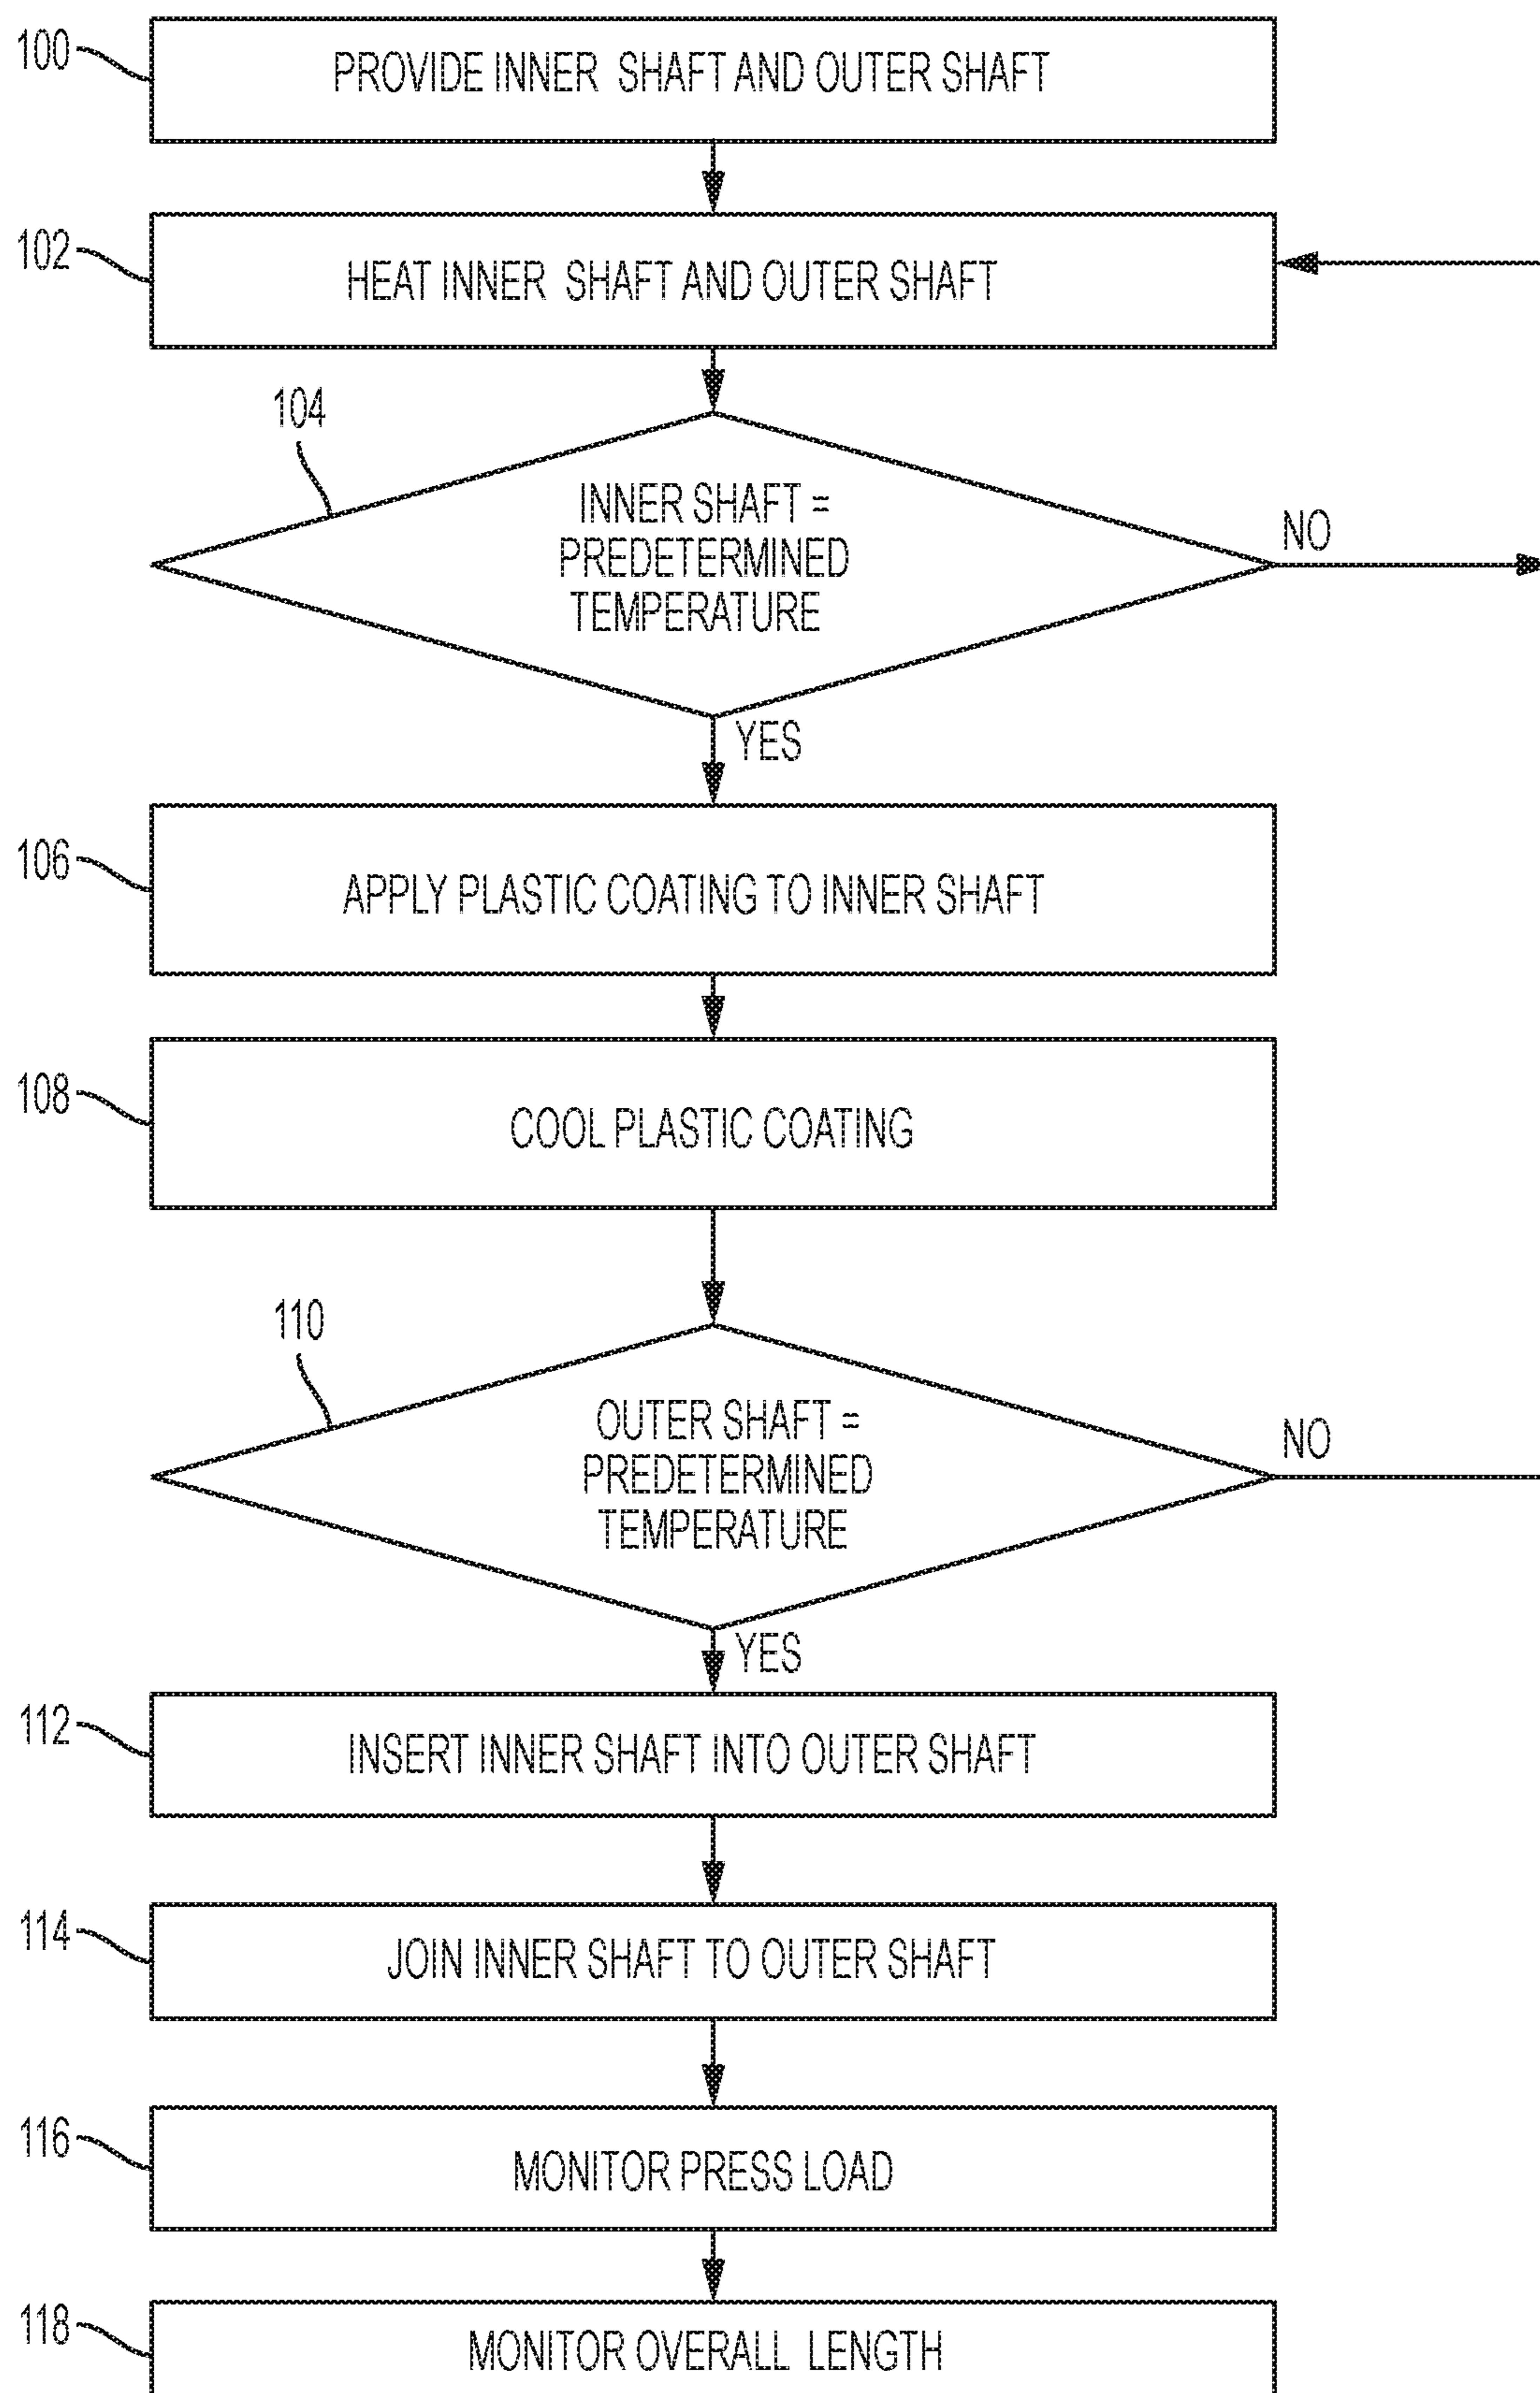 100
PROVIDE INNER SHAFT AND OUTER SHAFT
102
HEAT INNER SHAFT AND OUTER SHAFT
104
INNER SHAFT =
PREDETERMINED
TEMPERATURE
NO
YES
106
APPLY PLASTIC COATING TO INNER SHAFT
108
COOL PLASTIC COATING
110
OUTER SHAFT =
PREDETERMINED
TEMPERATURE
NO
YES
112
INSERT INNER SHAFT INTO OUTER SHAFT
114
JOIN INNER SHAFT TO OUTER SHAFT
116
MONITOR PRESS LOAD
118
MONITOR OVERALL LENGTH